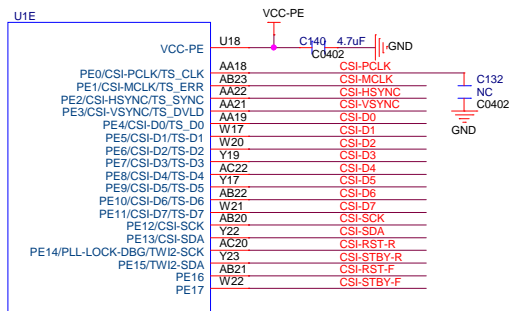 U1E
VCC-PE
VCC-PE U18 C140 4.7uF GND
C0402
PE0/CSI-PCLK/TS_CLK AA18 CSI-PCLK
PE1/CSI-MCLK/TS_ERR AB23 CSI-MCLK
PE2/CSI-HSYNC/TS_SYNC AA22 CSI-HSYNC
PE3/CSI-VSYNC/TS_DVLD AA21 CSI-VSYNC
PE4/CSI-D0/TS_D0 AA19 CSI-D0
PE5/CSI-D1/TS-D1 W17 CSI-D1
PE6/CSI-D2/TS-D2 W20 CSI-D2
PE7/CSI-D3/TS-D3 Y19 CSI-D3
PE8/CSI-D4/TS-D4 AC22 CSI-D4
PE9/CSI-D5/TS-D5 Y17 CSI-D5
PE10/CSI-D6/TS-D6 AB22 CSI-D6
PE11/CSI-D7/TS-D7 W21 CSI-D7
PE12/CSI-SCK AB20 CSI-SCK
PE13/CSI-SDA Y22 CSI-SDA
PE14/PLL-LOCK-DBG/TWI2-SCK AC20 CSI-RST-R
PE15/TWI2-SDA Y23 CSI-STBY-R
PE16 AB21 CSI-RST-F
PE17 W22 CSI-STBY-F
C132
NC
C0402
GND